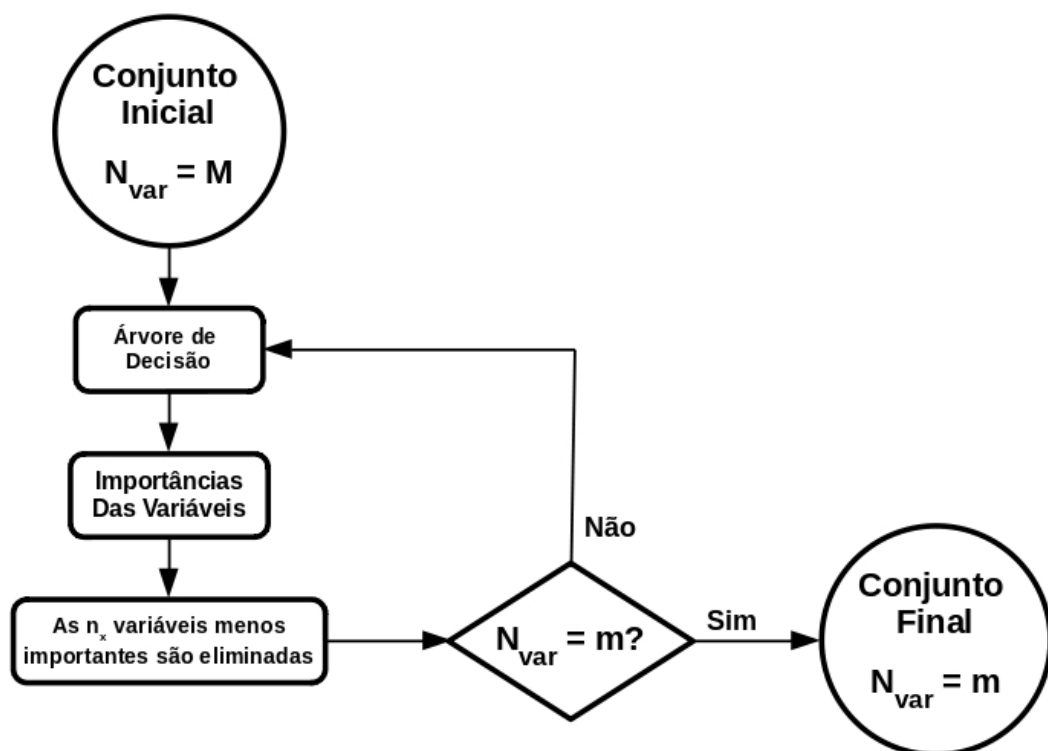 Conjunto
Inicial
N_var = M
Árvore de
Decisão
Importâncias
Das Variáveis
As n_x variáveis menos
importantes são eliminadas
N_var = m?
Não
Sim
Conjunto
Final
N_var = m